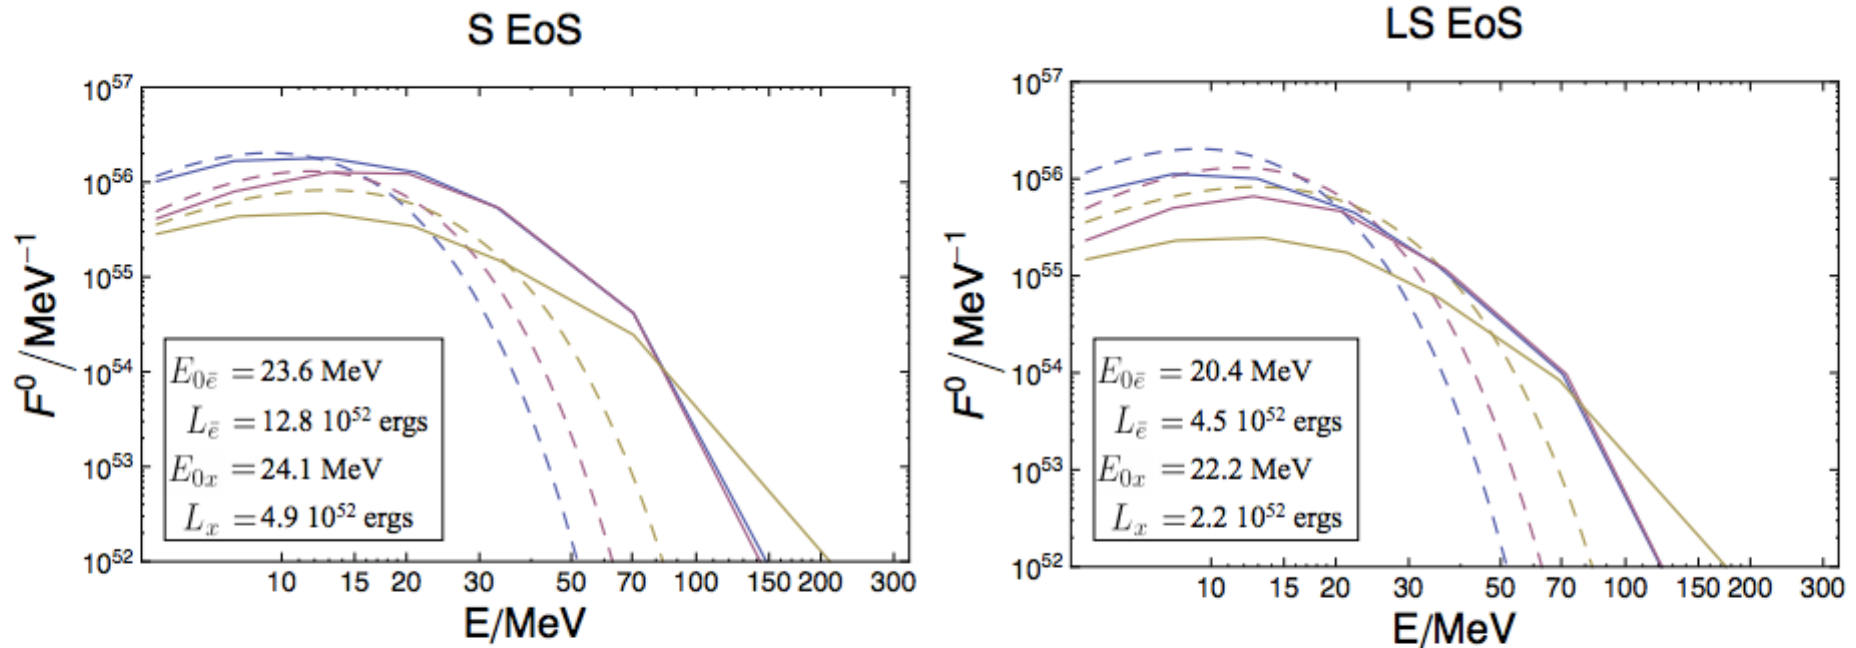 S EoS
10^57
10^56
10^55
10^54
10^53
10^52
F^0/MeV^-1
E_0ē = 23.6 MeV
L_ē = 12.8 10^52 ergs
E_0x = 24.1 MeV
L_x = 4.9 10^52 ergs
10 15 20 30 50 70 100 150 200 300
E/MeV
LS EoS
10^57
10^56
10^55
10^54
10^53
10^52
F^0/MeV^-1
E_0ē = 20.4 MeV
L_ē = 4.5 10^52 ergs
E_0x = 22.2 MeV
L_x = 2.2 10^52 ergs
10 15 20 30 50 70 100 150 200 300
E/MeV